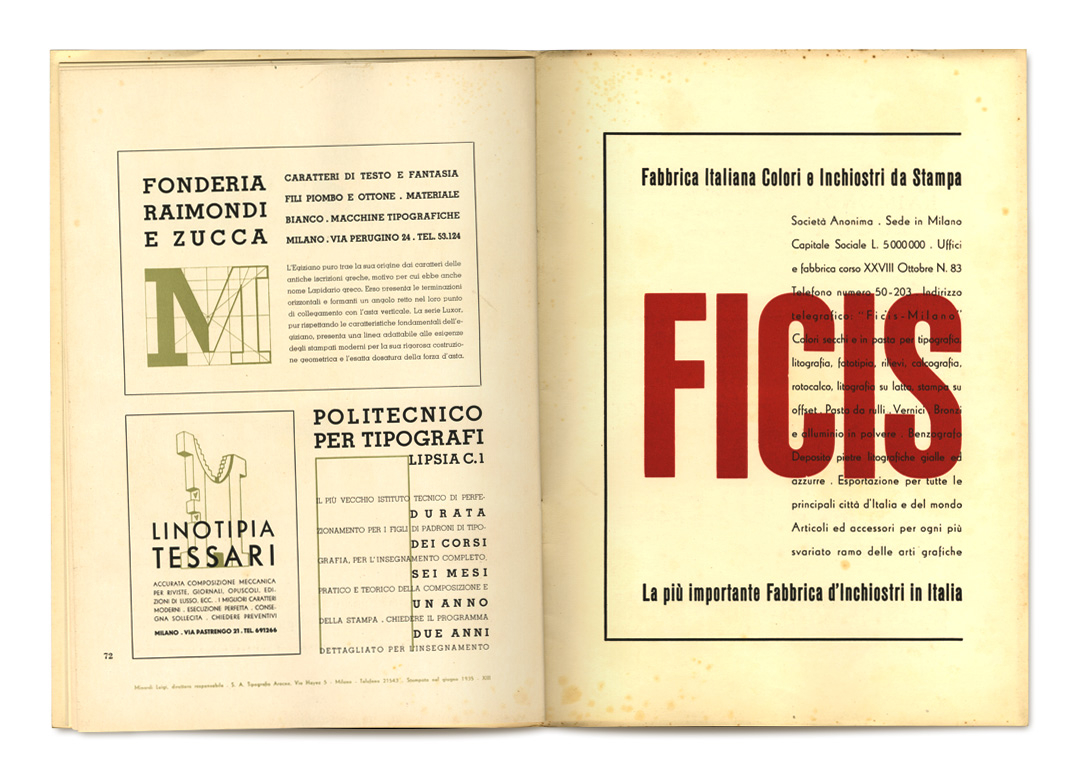 FONDERIA
RAIMONDI
E ZUCCA
CARATTERI DI TESTO E FANTASIA
FILI PIOMBO E OTTONE . MATERIALE
BIANCO . MACCHINE TIPOGRAFICHE
MILANO . VIA PERUGINO 24 . TEL. 53.124
M
L'Egiziano puro trae la sua origine dai caratteri delle
antiche iscrizioni greche, motivo per cui ebbe anche
nome Lapidario greco. Esso presenta le terminazioni
orizzontali e formanti un angolo retto nel loro punto
di collegamento con l'asta verticale. La serie Luxor,
pur rispettando le caratteristiche fondamentali dell'e-
giziano, presenta una linea adattabile alle esigenze
degli stampati moderni per la sua rigorosa costruzio-
ne geometrica e l'esatta dosatura della forza d'asta.
LINOTIPIA
TESSARI
ACCURATA COMPOSIZIONE MECCANICA
PER RIVISTE, GIORNALI, OPUSCOLI, EDI-
ZIONI DI LUSSO, ECC. . I MIGLIORI CARATTERI
MODERNI . ESECUZIONE PERFETTA . CONSE-
GNA SOLLECITA . CHIEDERE PREVENTIVI
MILANO . VIA PASTRENGO 21 . TEL. 691266
POLITECNICO
PER TIPOGRAFI
LIPSIA C.1
IL PIÙ VECCHIO ISTITUTO TECNICO DI PERFE-
DURATA
ZIONAMENTO PER I FIGLI DI PADRONI DI TIPO-
DEI CORSI
GRAFIA, PER L'INSEGNAMENTO COMPLETO,
SEI MESI
PRATICO E TEORICO DELLA COMPOSIZIONE E
UN ANNO
DELLA STAMPA . CHIEDERE IL PROGRAMMA
DUE ANNI
DETTAGLIATO PER L'INSEGNAMENTO
72
Minardi Luigi, direttore responsabile . S. A. Tipografia Via Milano . Telefono Stampato nel giugno 1935 - XIII
Fabbrica Italiana Colori e Inchiostri da Stampa
Società Anonima . Sede in Milano
Capitale Sociale L. 5000000 . Uffici
e fabbrica corso XXVIII Ottobre N. 83
Telefono numero 50-203 . Indirizzo
telegrafico: "Ficis-Milano"
Colori secchi e in pasta per tipografia,
litografia, fototipia, rilievi, calcografia,
rotocalco, litografia su latta, stampa su
offset . Pasta da rulli . Vernici . Bronzi
e alluminio in polvere . Benzografo
Deposito pietre litografiche gialle ed
azzurre . Esportazione per tutte le
principali città d'Italia e del mondo
Articoli ed accessori per ogni più
svariato ramo delle arti grafiche
FICIS
La più importante Fabbrica d'Inchiostri in Italia